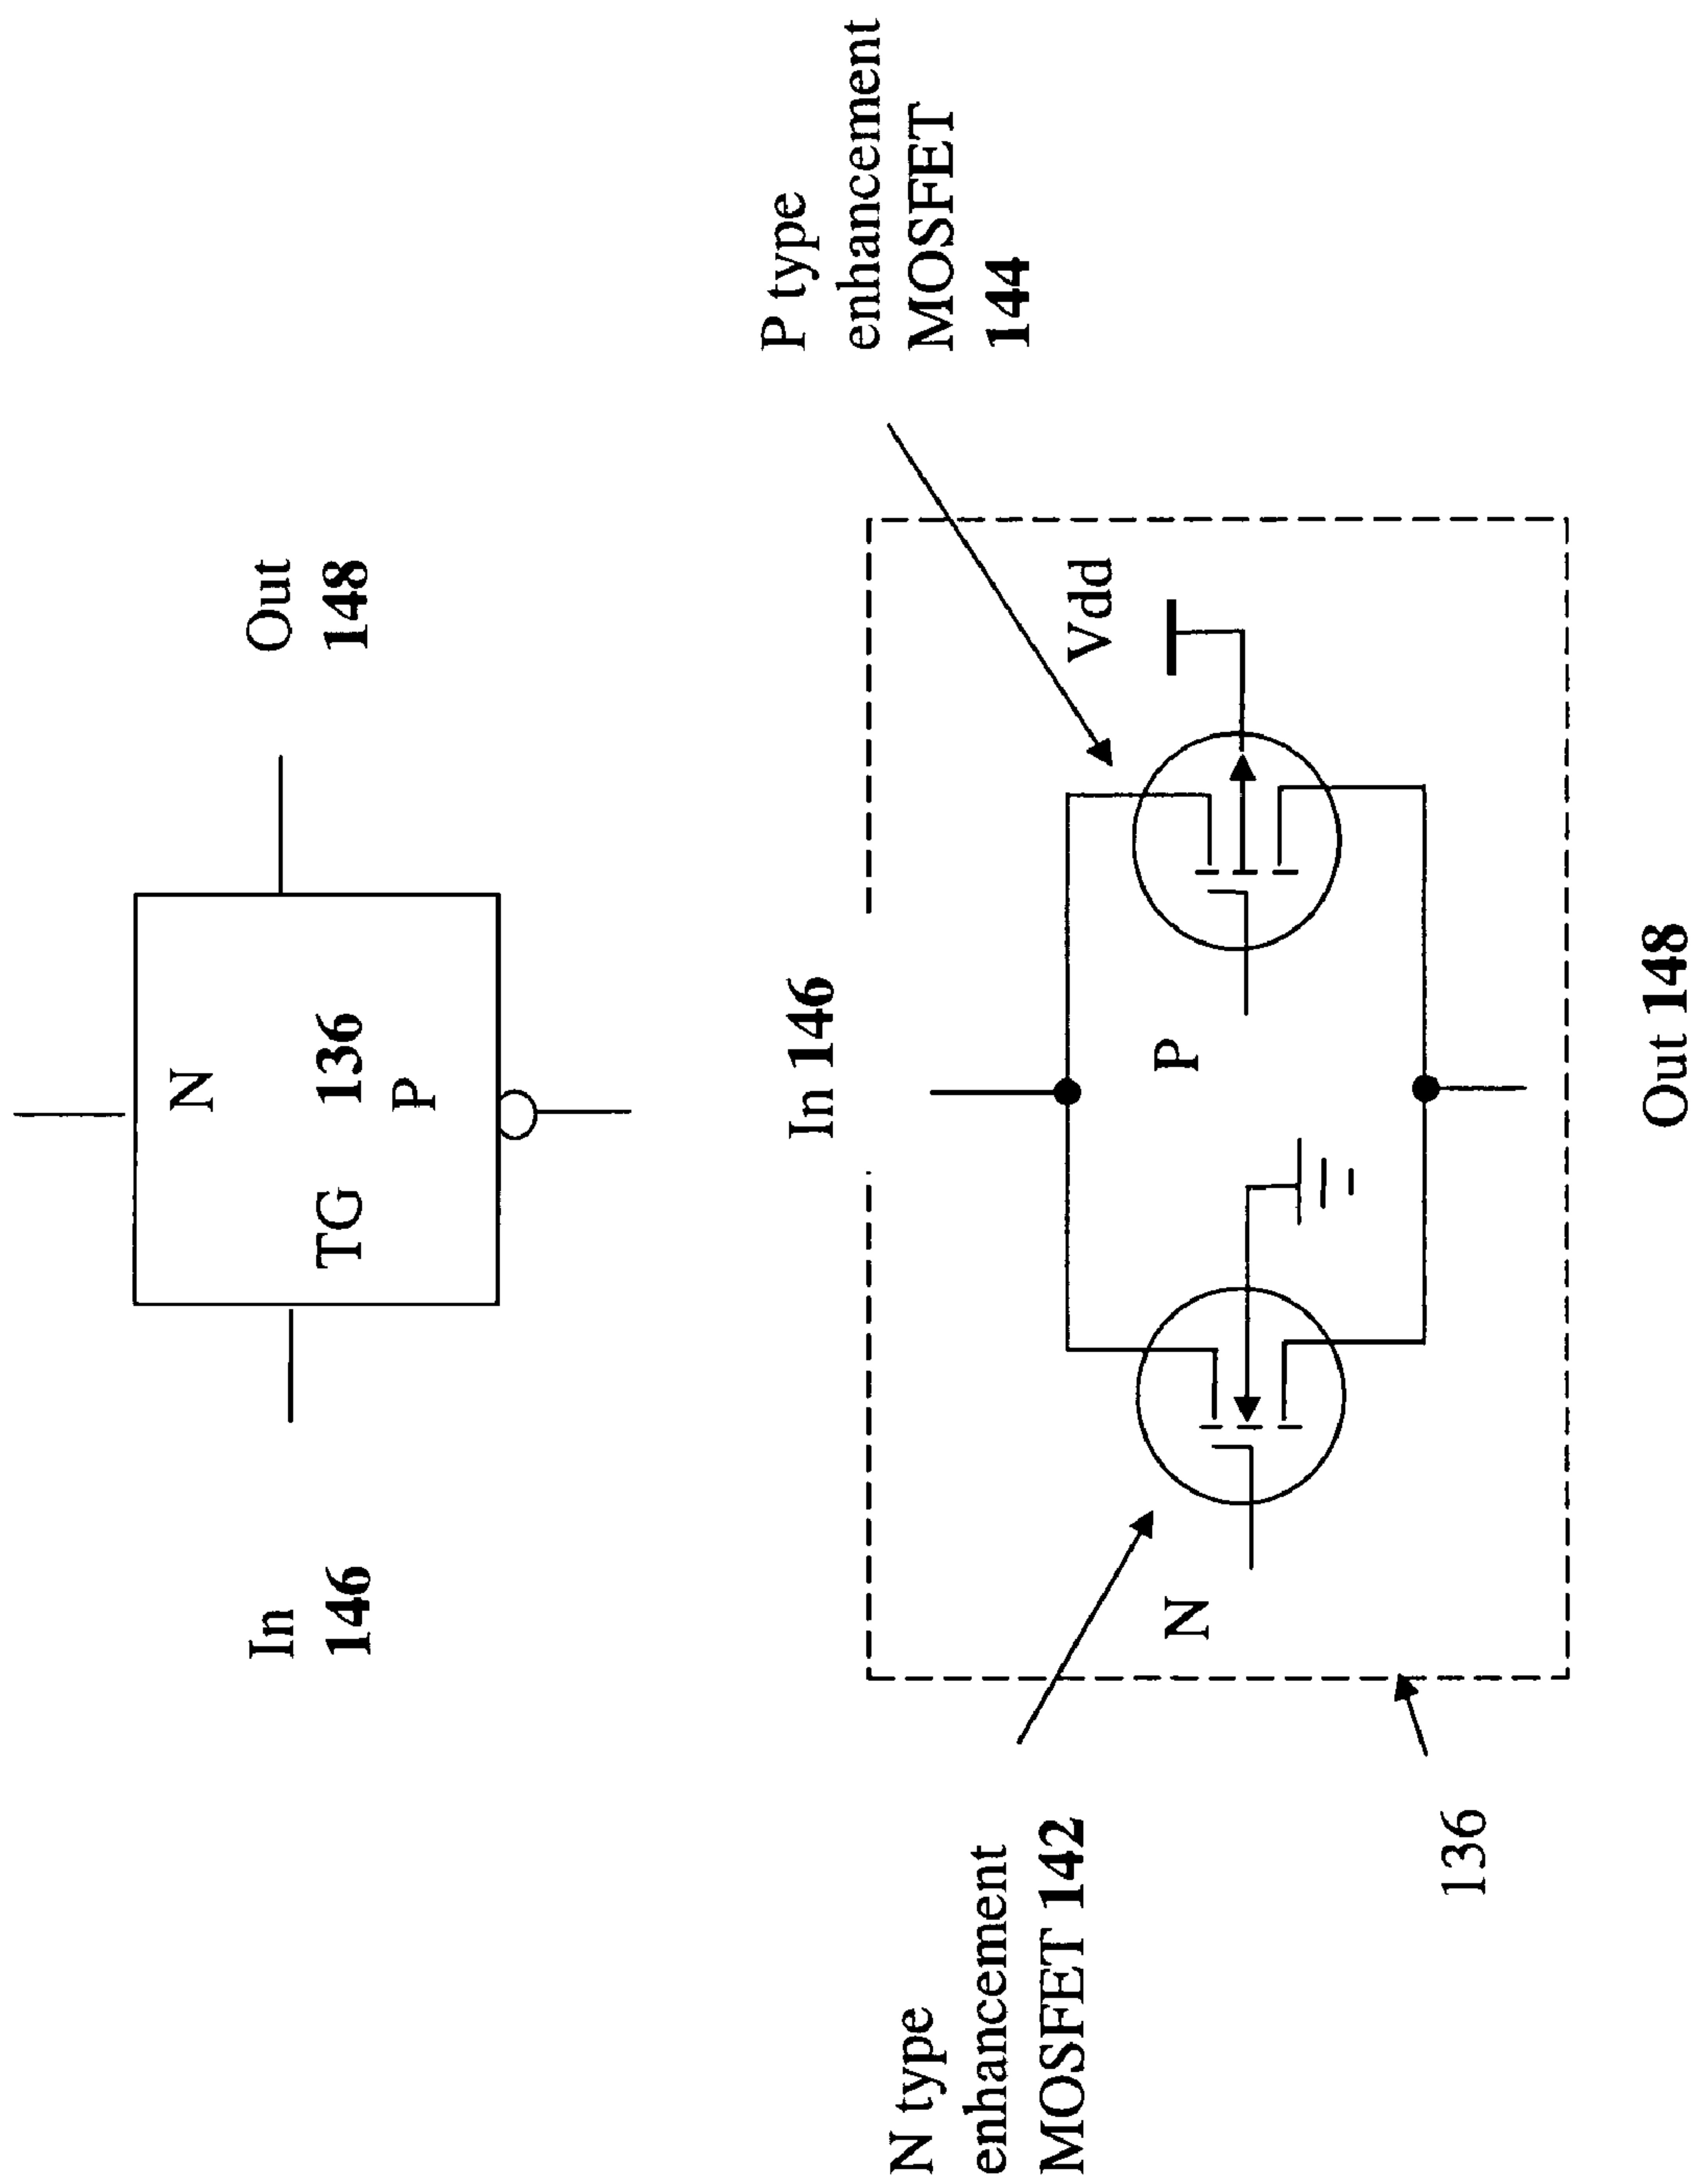 N
TG 136
P
In
146
Out
148
In 146
P type
enhancement
MOSFET
144
Vdd
P
N
N type
enhancement
MOSFET 142
136
Out 148